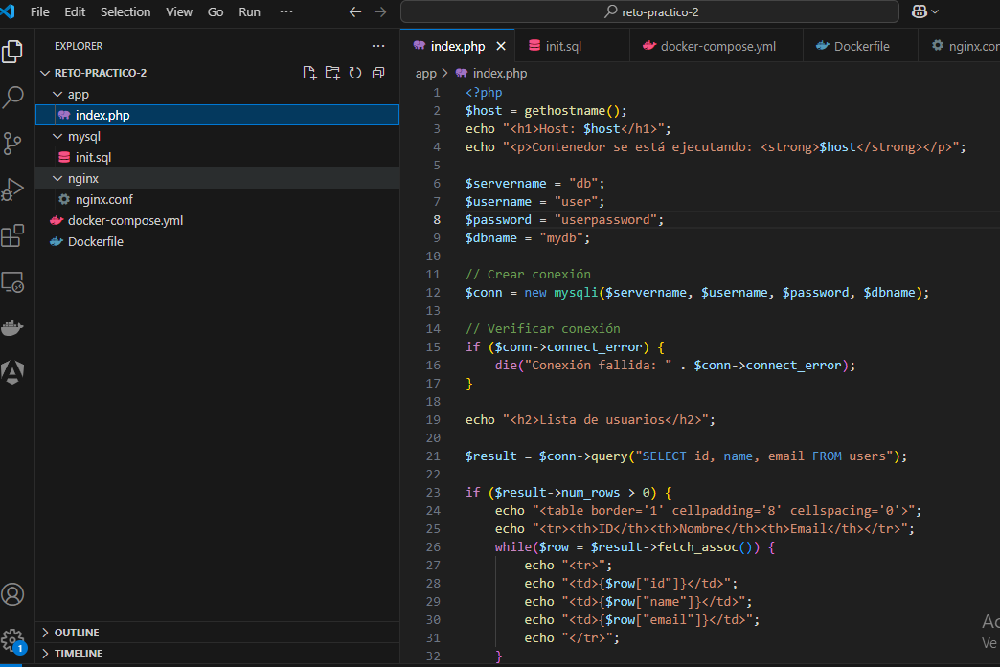 File Edit Selection View Go Run ··· reto-practico-2
EXPLORER ···
index.php
init.sql
docker-compose.yml
Dockerfile
RETO-PRACTICO-2
app
index.php
mysql
init.sql
nginx
nginx.conf
docker-compose.yml
Dockerfile
app > index.php
1 <?php
2 $host = gethostname();
3 echo "<h1>Host: $host</h1>";
4 echo "<p>Contenedor se está ejecutando: <strong>$host</strong></p>";
5
6 $servername = "db";
7 $username = "user";
8 $password = "userpassword";
9 $dbname = "mydb";
10
11 // Crear conexión
12 $conn = new mysqli($servername, $username, $password, $dbname);
13
14 // Verificar conexión
15 if ($conn->connect_error) {
16 die("Conexión fallida: " . $conn->connect_error);
17 }
18
19 echo "<h2>Lista de usuarios</h2>";
20
21 $result = $conn->query("SELECT id, name, email FROM users");
22
23 if ($result->num_rows > 0) {
24 echo "<table border='1' cellpadding='8' cellspacing='0'>";
25 echo "<tr><th>ID</th><th>Nombre</th><th>Email</th></tr>";
26 while($row = $result->fetch_assoc()) {
27 echo "<tr>";
28 echo "<td>{$row["id"]}</td>";
29 echo "<td>{$row["name"]}</td>";
30 echo "<td>{$row["email"]}</td>";
31 echo "</tr>";
32 }
OUTLINE
TIMELINE
1
Ve